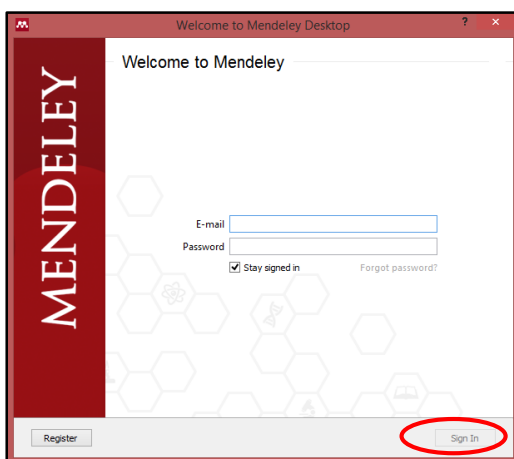 Welcome to Mendeley Desktop
?
×
Welcome to Mendeley
MENDELEY
E-mail
Password
Stay signed in
Forgot password?
Register
Sign In